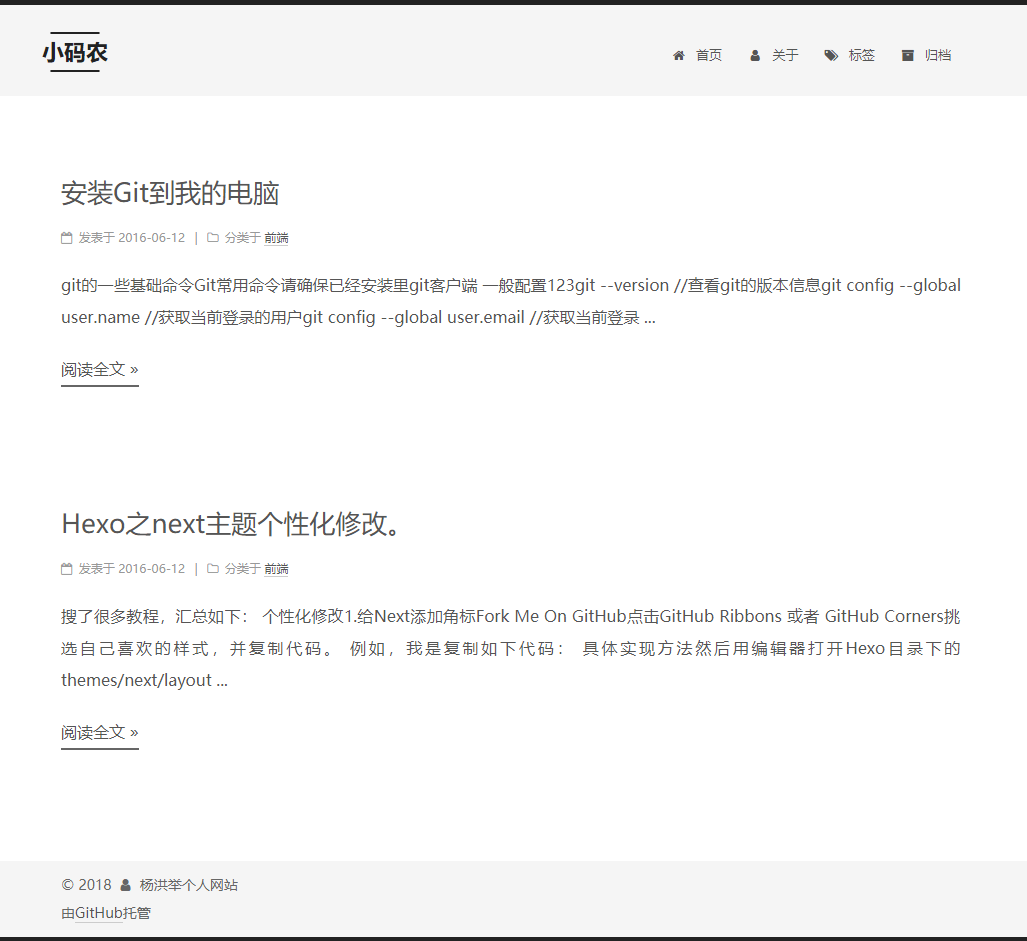 小码农
首页 关于 标签 归档
安装Git到我的电脑
发表于 2016-06-12 | 分类于 前端
git的一些基础命令Git常用命令请确保已经安装里git客户端 一般配置123git --version //查看git的版本信息git config --global
user.name //获取当前登录的用户git config --global user.email //获取当前登录 ...
阅读全文 »
Hexo之next主题个性化修改。
发表于 2016-06-12 | 分类于 前端
搜了很多教程，汇总如下： 个性化修改1.给Next添加角标Fork Me On GitHub点击GitHub Ribbons 或者 GitHub Corners挑
选自己喜欢的样式，并复制代码。 例如，我是复制如下代码： 具体实现方法然后用编辑器打开Hexo目录下的
themes/next/layout ...
阅读全文 »
© 2018 杨洪举个人网站
由GitHub托管